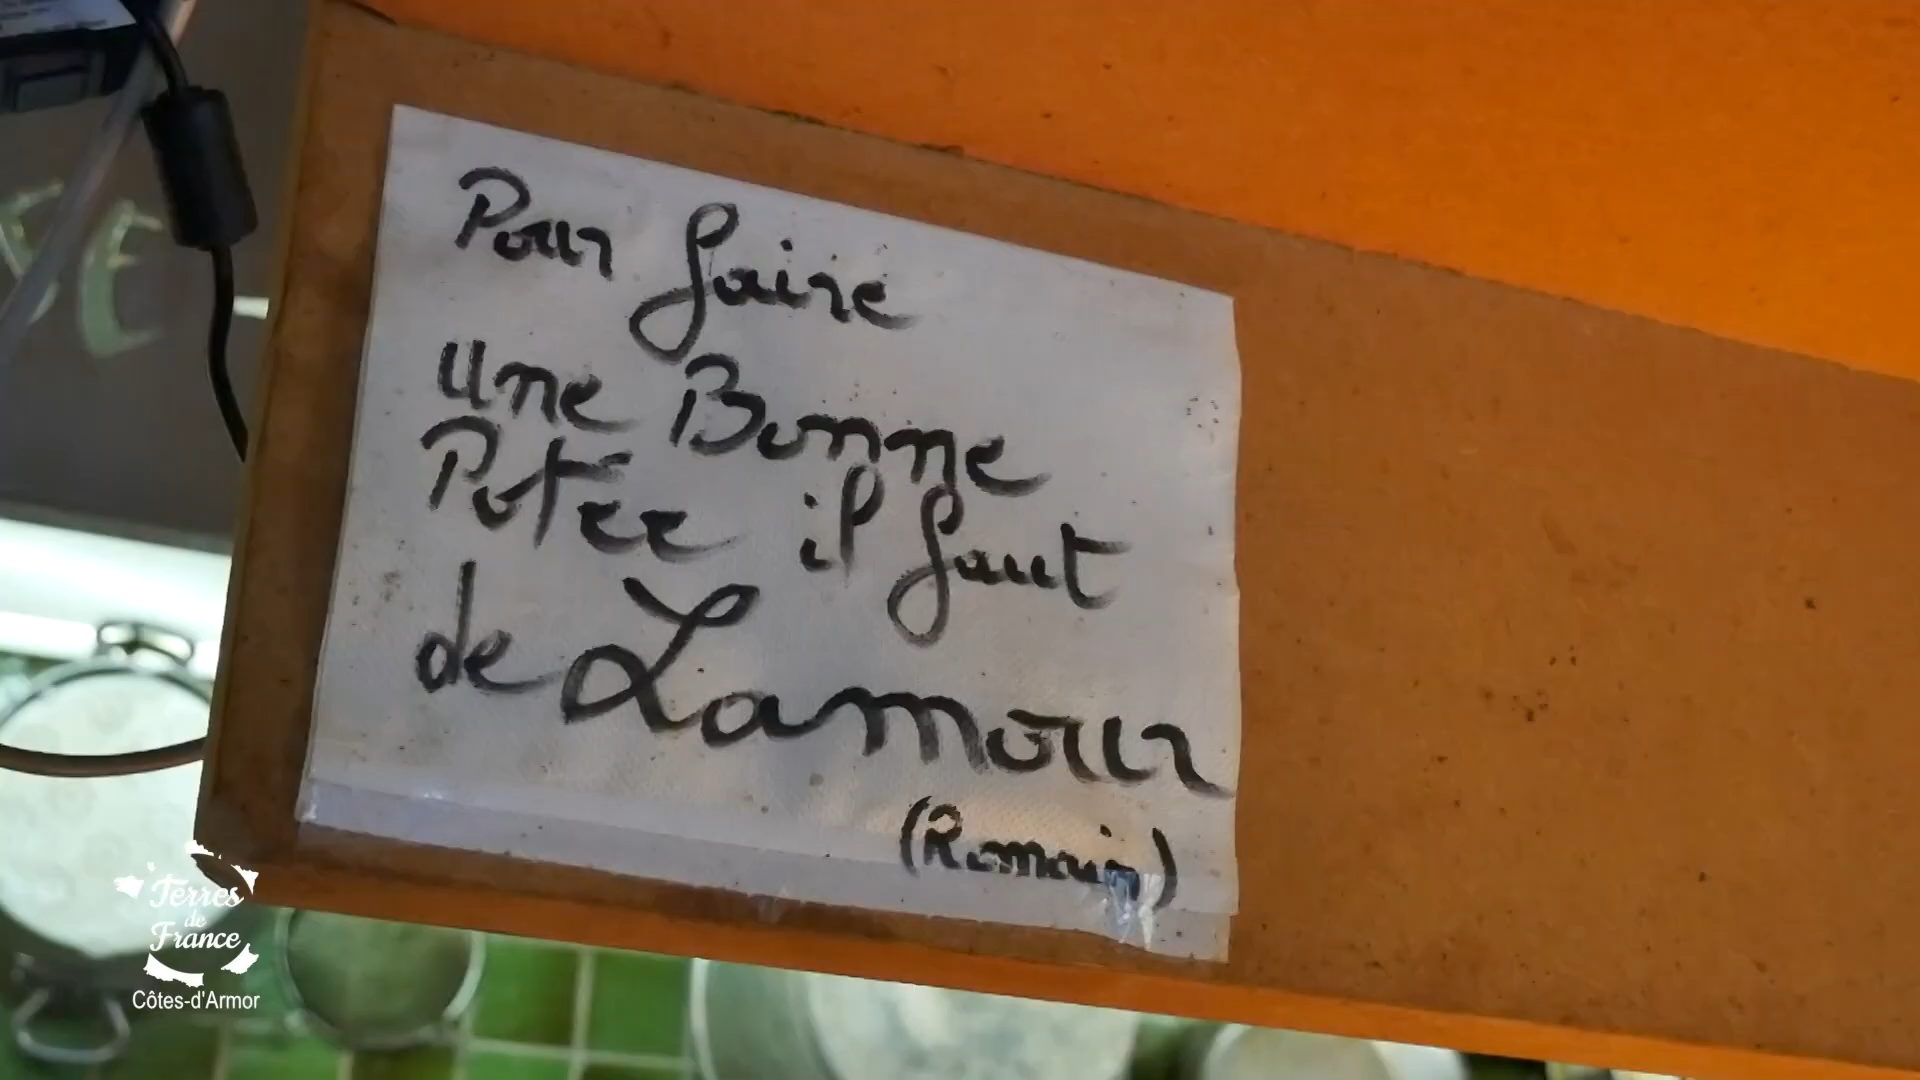 Pour faire
une Bonne
Potée il faut
de Lamour
(Romain)
Terres
de
France
Côtes-d'Armor